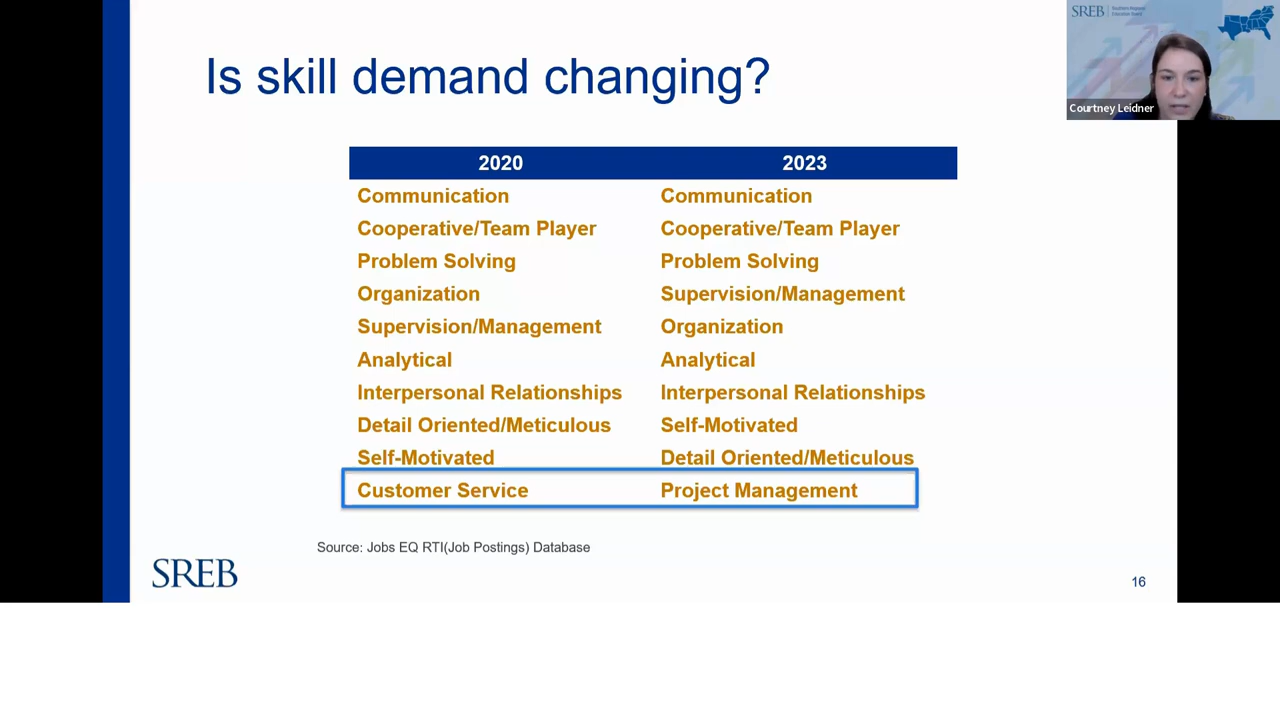 Is skill demand changing?
2020 2023
Communication Communication
Cooperative/Team Player Cooperative/Team Player
Problem Solving Problem Solving
Organization Supervision/Management
Supervision/Management Organization
Analytical Analytical
Interpersonal Relationships Interpersonal Relationships
Detail Oriented/Meticulous Self-Motivated
Self-Motivated Detail Oriented/Meticulous
Customer Service Project Management
Source: Jobs EQ RTI(Job Postings) Database
SREB
16
SREB
Southern Regional
Education Board
Courtney Leidner